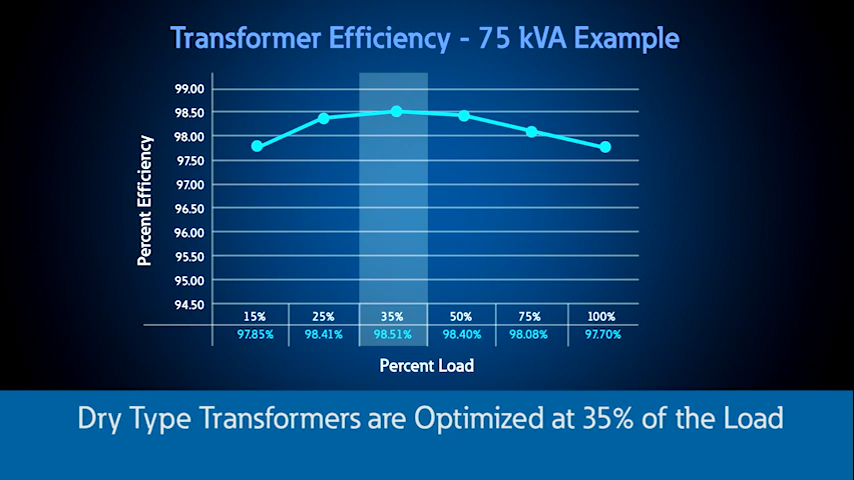 Transformer Efficiency - 75 kVA Example
Percent Efficiency
99.00
98.50
98.00
97.50
97.00
96.50
96.00
95.50
95.00
94.50
15% 25% 35% 50% 75% 100%
97.85% 98.41% 98.51% 98.40% 98.08% 97.70%
Percent Load
Dry Type Transformers are Optimized at 35% of the Load